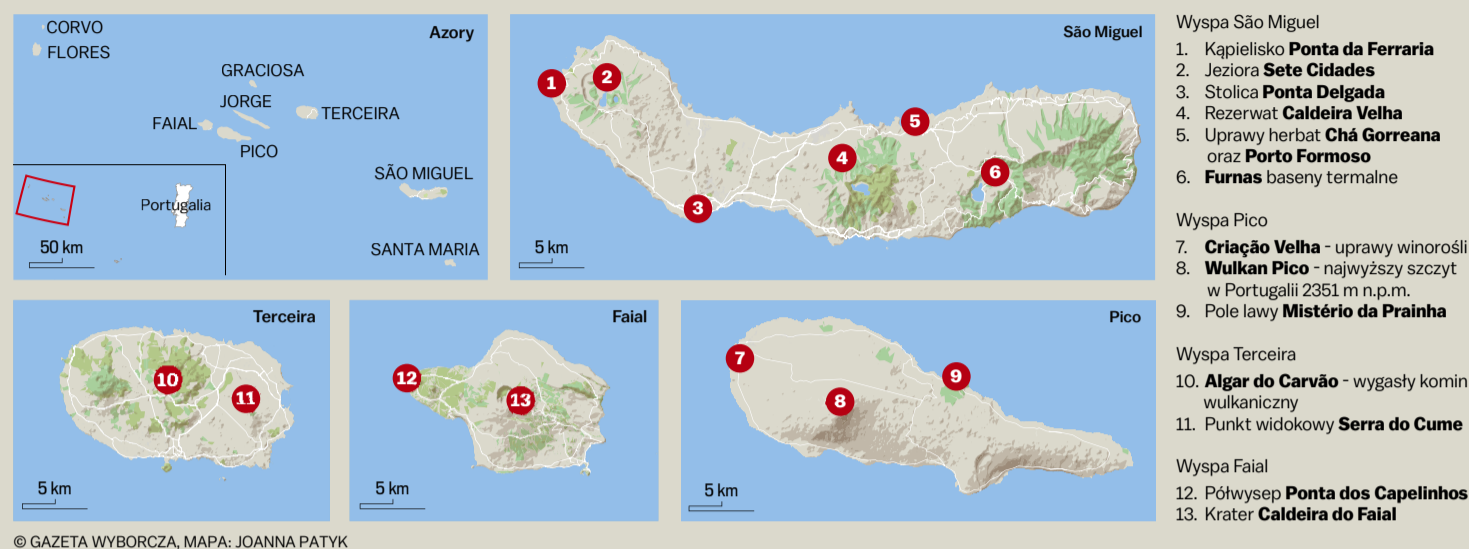 CORVO
FLORES
Azory
GRACIOSA
JORGE
TERCEIRA
FAIAL
PICO
SÃO MIGUEL
Portugalia
50 km
SANTA MARIA
São Miguel
1
2
3
4
5
6
5 km
Terceira
10
11
5 km
Faial
12
13
5 km
Pico
7
8
9
5 km
Wyspa São Miguel
1. Kąpielisko Ponta da Ferraria
2. Jeziora Sete Cidades
3. Stolica Ponta Delgada
4. Rezerwat Caldeira Velha
5. Uprawy herbat Chá Gorreana
oraz Porto Formoso
6. Furnas baseny termalne
Wyspa Pico
7. Criação Velha - uprawy winorośli
8. Wulkan Pico - najwyższy szczyt
w Portugalii 2351 m n.p.m.
9. Pole lawy Mistério da Prainha
Wyspa Terceira
10. Algar do Carvão - wygasły komin
wulkaniczny
11. Punkt widokowy Serra do Cume
Wyspa Faial
12. Półwysep Ponta dos Capelinhos
13. Krater Caldeira do Faial
© GAZETA WYBORCZA, MAPA: JOANNA PATYK